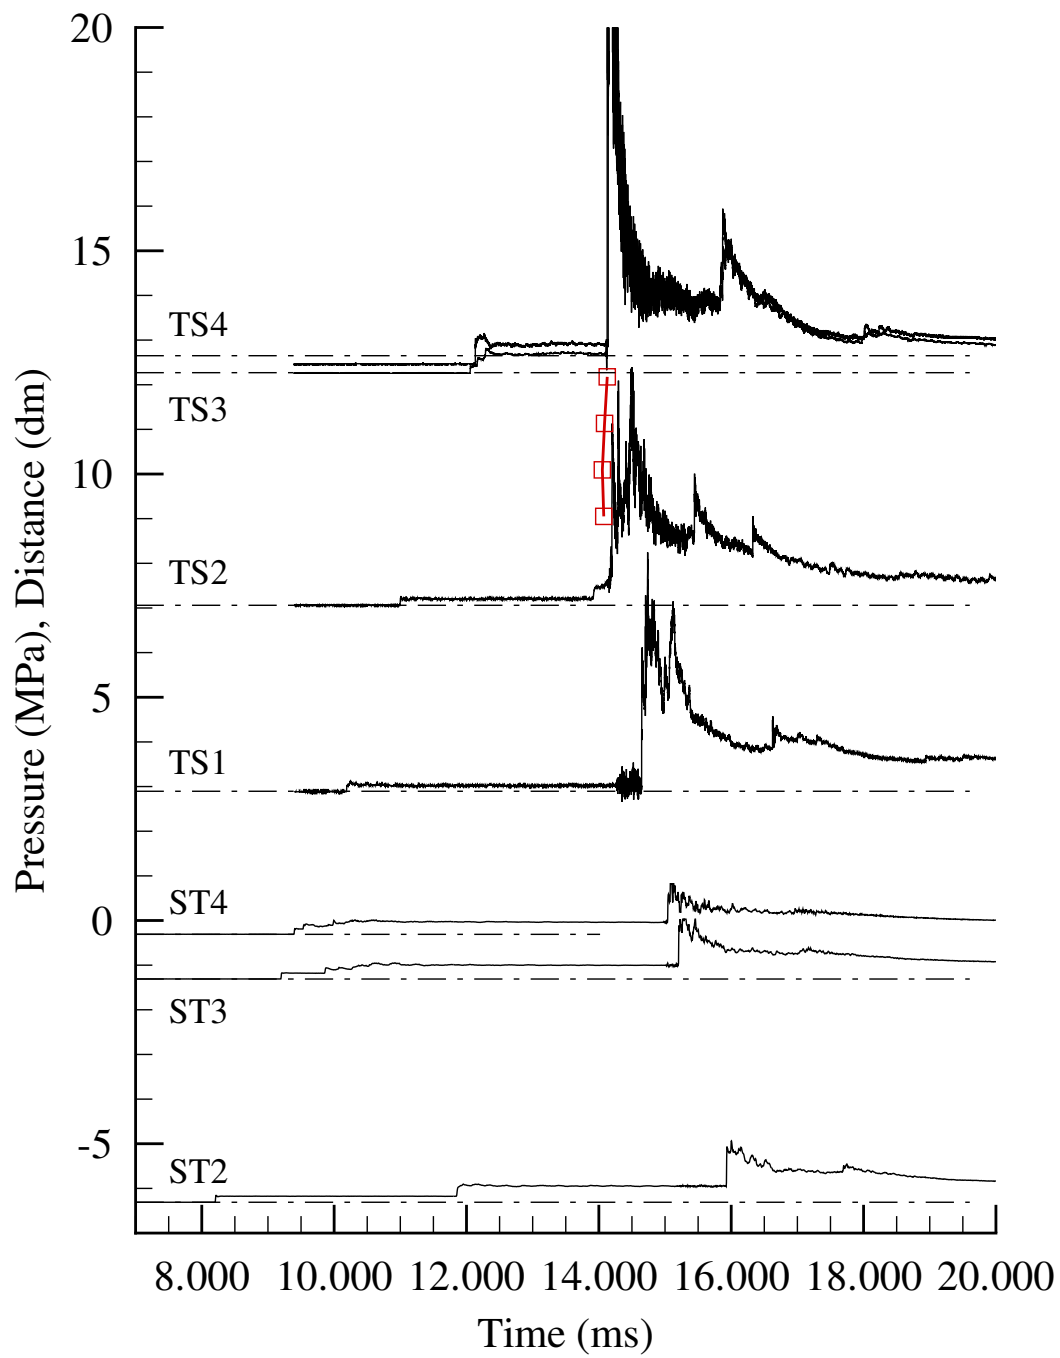 20
15
TS4
TS3
10
TS2
5
TS1
ST4
0
ST3
-5
ST2
Pressure (MPa), Distance (dm)
8.000 10.000 12.000 14.000 16.000 18.000 20.000
Time (ms)